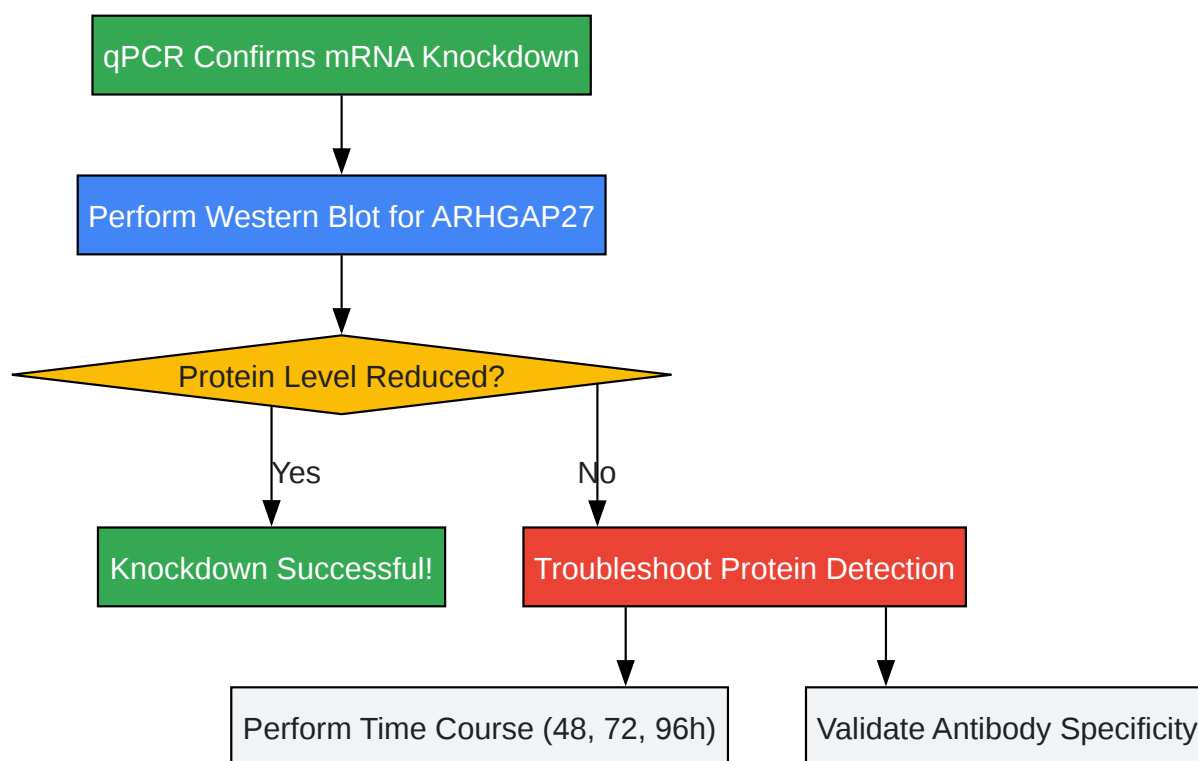 qPCR Confirms mRNA Knockdown
Perform Western Blot for ARHGAP27
Protein Level Reduced?
Yes
No
Knockdown Successful!
Troubleshoot Protein Detection
Perform Time Course (48, 72, 96h)
Validate Antibody Specificity